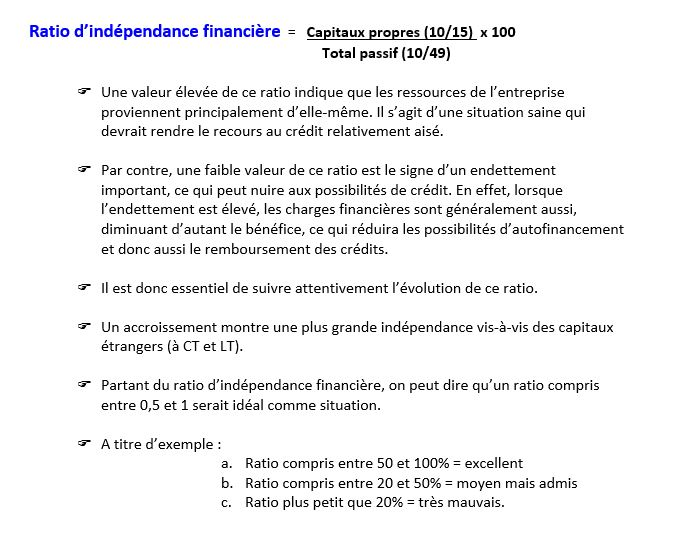 Ratio d’indépendance financière = Capitaux propres (10/15) x 100
Total passif (10/49)
Une valeur élevée de ce ratio indique que les ressources de l’entreprise
proviennent principalement d’elle-même. Il s’agit d’une situation saine qui
devrait rendre le recours au crédit relativement aisé.
Par contre, une faible valeur de ce ratio est le signe d’un endettement
important, ce qui peut nuire aux possibilités de crédit. En effet, lorsque
l’endettement est élevé, les charges financières sont généralement aussi,
diminuant d’autant le bénéfice, ce qui réduira les possibilités d’autofinancement
et donc aussi le remboursement des crédits.
Il est donc essentiel de suivre attentivement l’évolution de ce ratio.
Un accroissement montre une plus grande indépendance vis-à-vis des capitaux
étrangers (à CT et LT).
Partant du ratio d’indépendance financière, on peut dire qu’un ratio compris
entre 0,5 et 1 serait idéal comme situation.
A titre d’exemple :
a. Ratio compris entre 50 et 100% = excellent
b. Ratio compris entre 20 et 50% = moyen mais admis
c. Ratio plus petit que 20% = très mauvais.